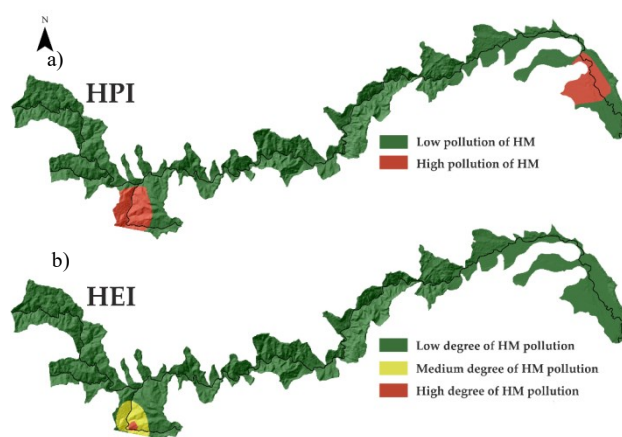 N
a)
HPI
Low pollution of HM
High pollution of HM
b)
HEI
Low degree of HM pollution
Medium degree of HM pollution
High degree of HM pollution